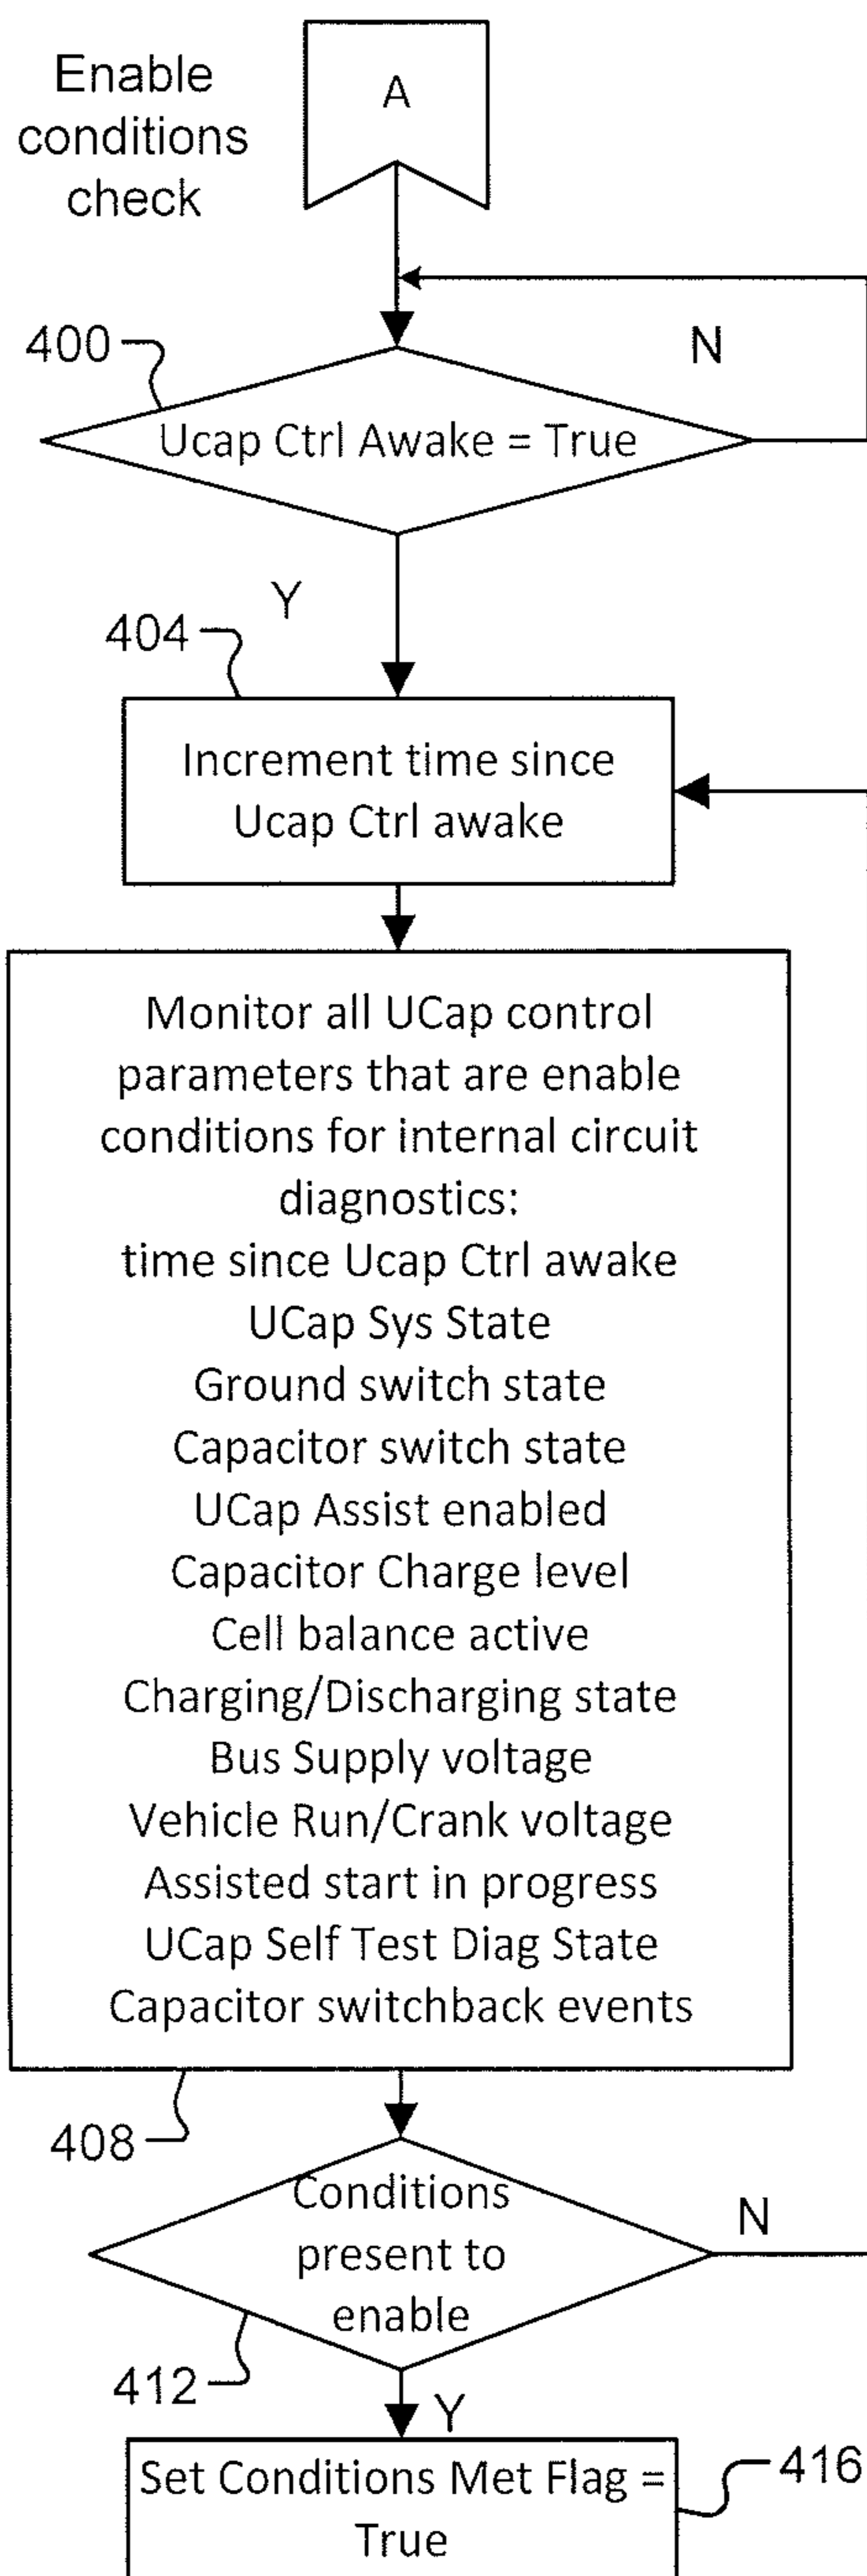 Enable
conditions
check
A
400
N
Ucap Ctrl Awake = True
Y
404
Increment time since
Ucap Ctrl awake
Monitor all UCap control
parameters that are enable
conditions for internal circuit
diagnostics:
time since Ucap Ctrl awake
UCap Sys State
Ground switch state
Capacitor switch state
UCap Assist enabled
Capacitor Charge level
Cell balance active
Charging/Discharging state
Bus Supply voltage
Vehicle Run/Crank voltage
Assisted start in progress
UCap Self Test Diag State
Capacitor switchback events
408
Conditions
present to
enable
N
412
Y
Set Conditions Met Flag =
True
416